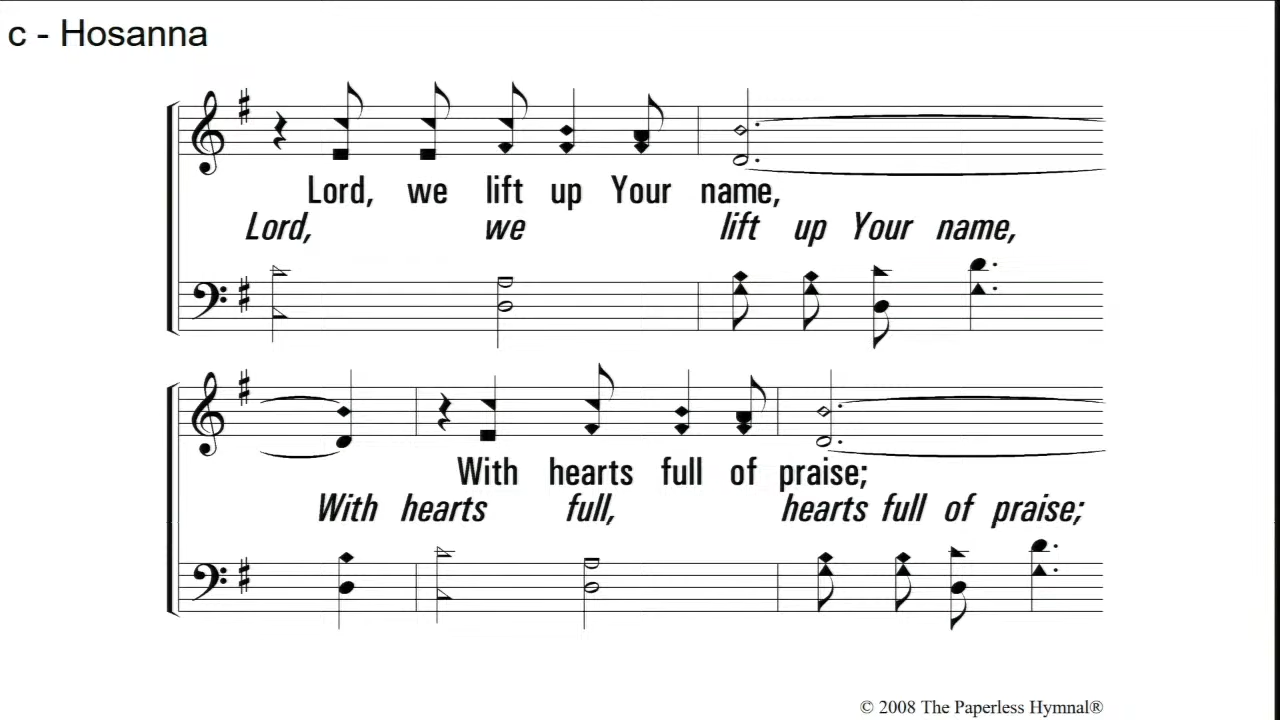 c - Hosanna
Lord, we lift up Your name,
Lord, we lift up Your name,
With hearts full of praise;
With hearts full, hearts full of praise;
© 2008 The Paperless Hymnal®